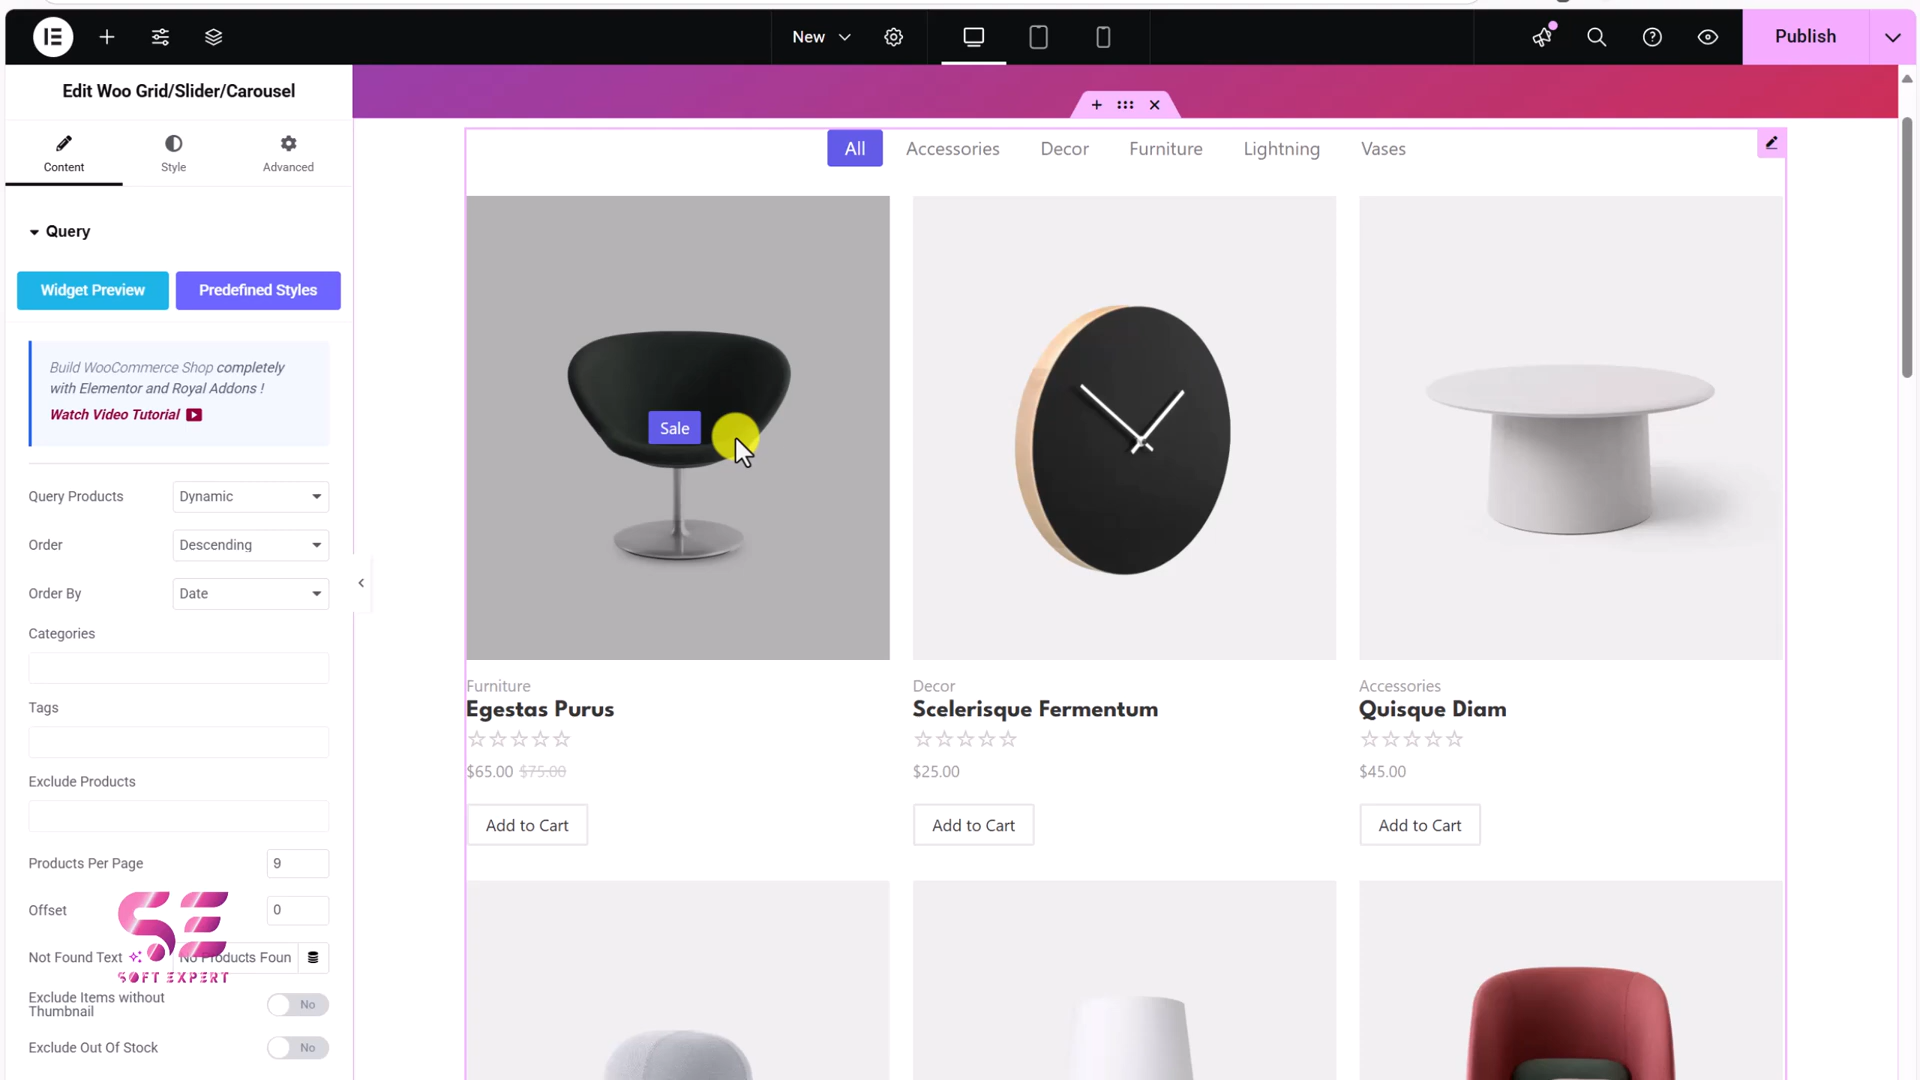 New
Publish
Edit Woo Grid/Slider/Carousel
Content
Style
Advanced
Query
Widget Preview
Predefined Styles
Build WooCommerce Shop completely
with Elementor and Royal Addons !
Watch Video Tutorial
Query Products
Dynamic
Order
Descending
Order By
Date
Categories
Tags
Exclude Products
Products Per Page
9
Offset
0
Not Found Text
No Products Foun
SE
SOFT EXPERT
Exclude Items without
Thumbnail
No
Exclude Out Of Stock
No
All
Accessories
Decor
Furniture
Lightning
Vases
Sale
Furniture
Egestas Purus
$65.00 $75.00
Add to Cart
Decor
Scelerisque Fermentum
$25.00
Add to Cart
Accessories
Quisque Diam
$45.00
Add to Cart